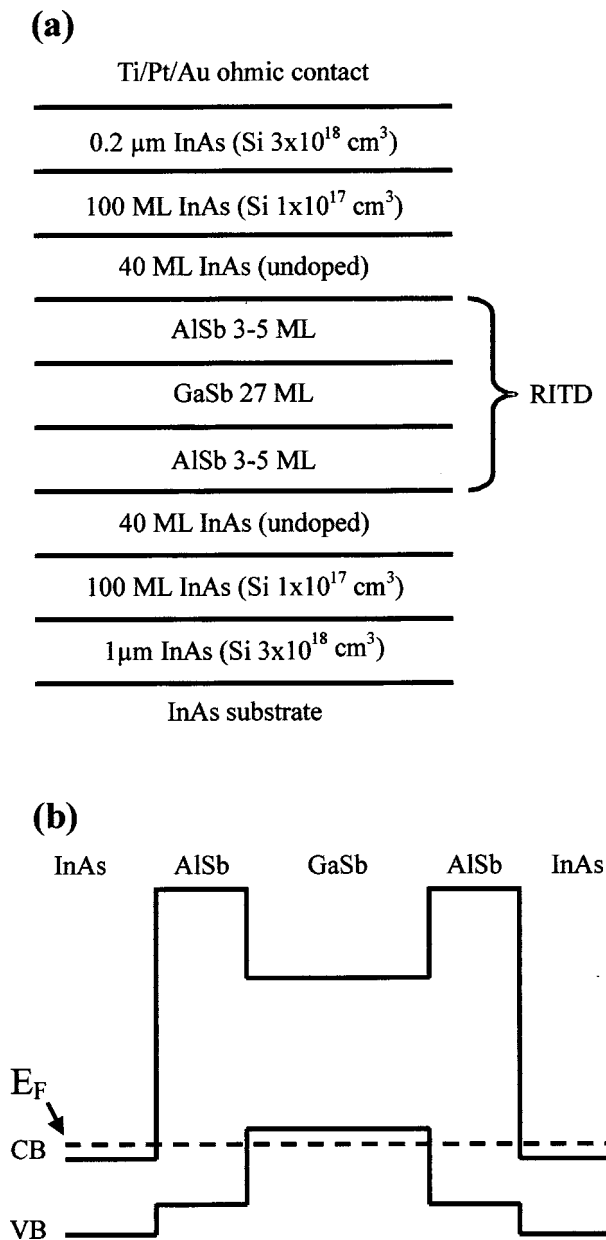 (a)
Ti/Pt/Au ohmic contact
0.2 μm InAs (Si 3x10¹⁸ cm³)
100 ML InAs (Si 1x10¹⁷ cm³)
40 ML InAs (undoped)
AlSb 3-5 ML
GaSb 27 ML
RITD
AlSb 3-5 ML
40 ML InAs (undoped)
100 ML InAs (Si 1x10¹⁷ cm³)
1μm InAs (Si 3x10¹⁸ cm³)
InAs substrate
(b)
InAs AlSb GaSb AlSb InAs
E_F
CB
VB